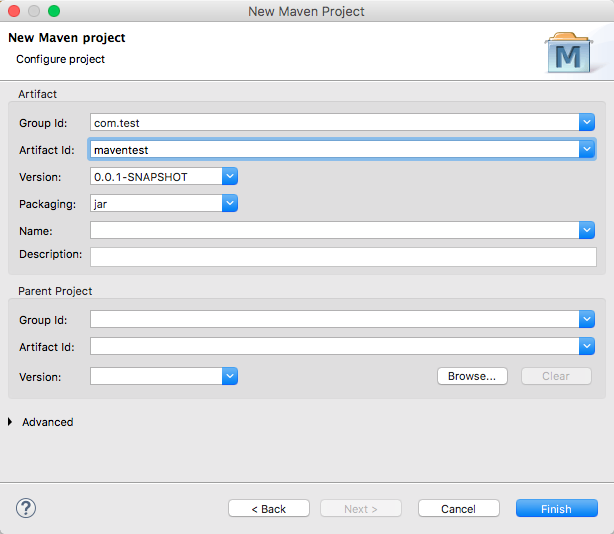 New Maven Project
New Maven project
Configure project
M
Artifact
Group Id: com.test
Artifact Id: maventest
Version: 0.0.1-SNAPSHOT
Packaging: jar
Name:
Description:
Parent Project
Group Id:
Artifact Id:
Version: Browse... Clear
Advanced
? < Back Next > Cancel Finish